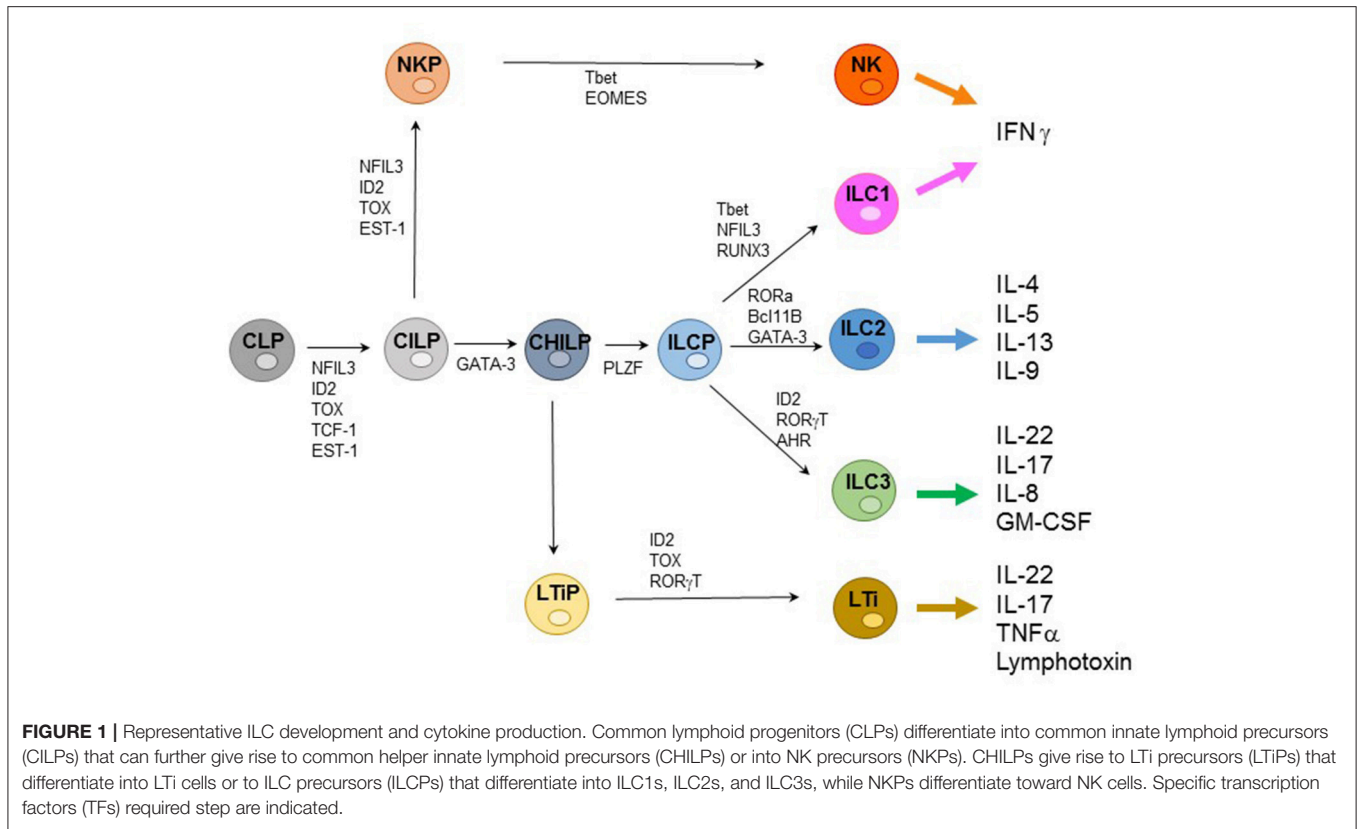 NKP
Tbet
EOMES
NK
IFNγ
NFIL3
ID2
TOX
EST-1
ILC1
Tbet
NFIL3
RUNX3
CLP
NFIL3
ID2
TOX
TCF-1
EST-1
CILP
GATA-3
CHILP
PLZF
ILCP
RORa
Bcl11B
GATA-3
ILC2
IL-4
IL-5
IL-13
IL-9
ID2
RORγT
AHR
ILC3
IL-22
IL-17
IL-8
GM-CSF
LTiP
ID2
TOX
RORγT
LTi
IL-22
IL-17
TNFα
Lymphotoxin
FIGURE 1 | Representative ILC development and cytokine production. Common lymphoid progenitors (CLPs) differentiate into common innate lymphoid precursors
(CILPs) that can further give rise to common helper innate lymphoid precursors (CHILPs) or into NK precursors (NKPs). CHILPs give rise to LTi precursors (LTiPs) that
differentiate into LTi cells or to ILC precursors (ILCPs) that differentiate into ILC1s, ILC2s, and ILC3s, while NKPs differentiate toward NK cells. Specific transcription
factors (TFs) required step are indicated.